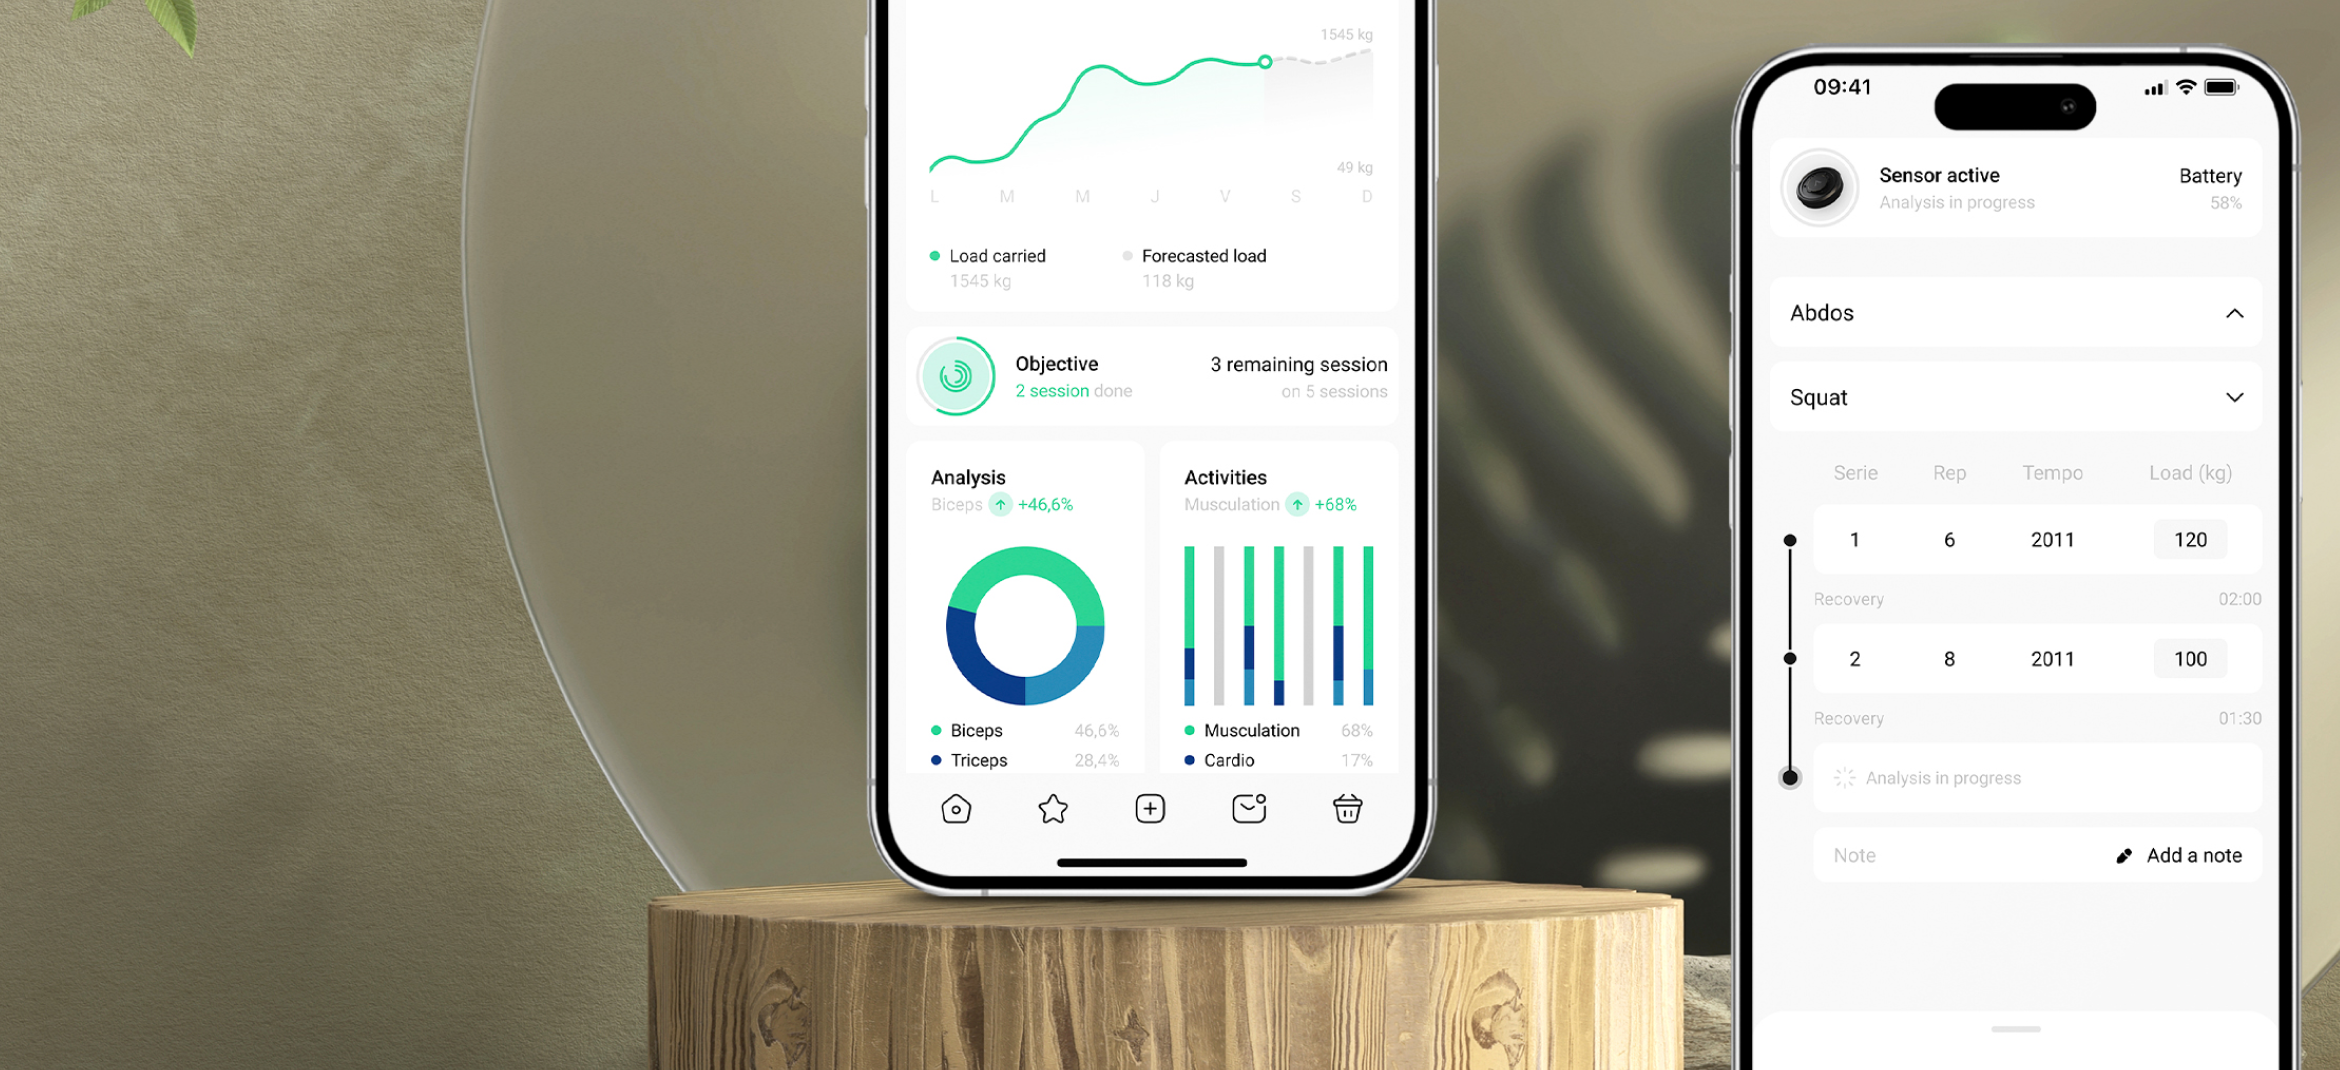 1545 kg
49 kg
L M M J V S D
Load carried Forecasted load
1545 kg 118 kg
Objective 3 remaining session
2 session done on 5 sessions
Analysis Activities
Biceps +46,6% Musculation +68%
Biceps 46,6% Musculation 68%
Triceps 28,4% Cardio 17%
09:41
Sensor active Battery
Analysis in progress 58%
Abdos
Squat
Serie Rep Tempo Load (kg)
1 6 2011 120
Recovery 02:00
2 8 2011 100
Recovery 01:30
Analysis in progress
Note Add a note